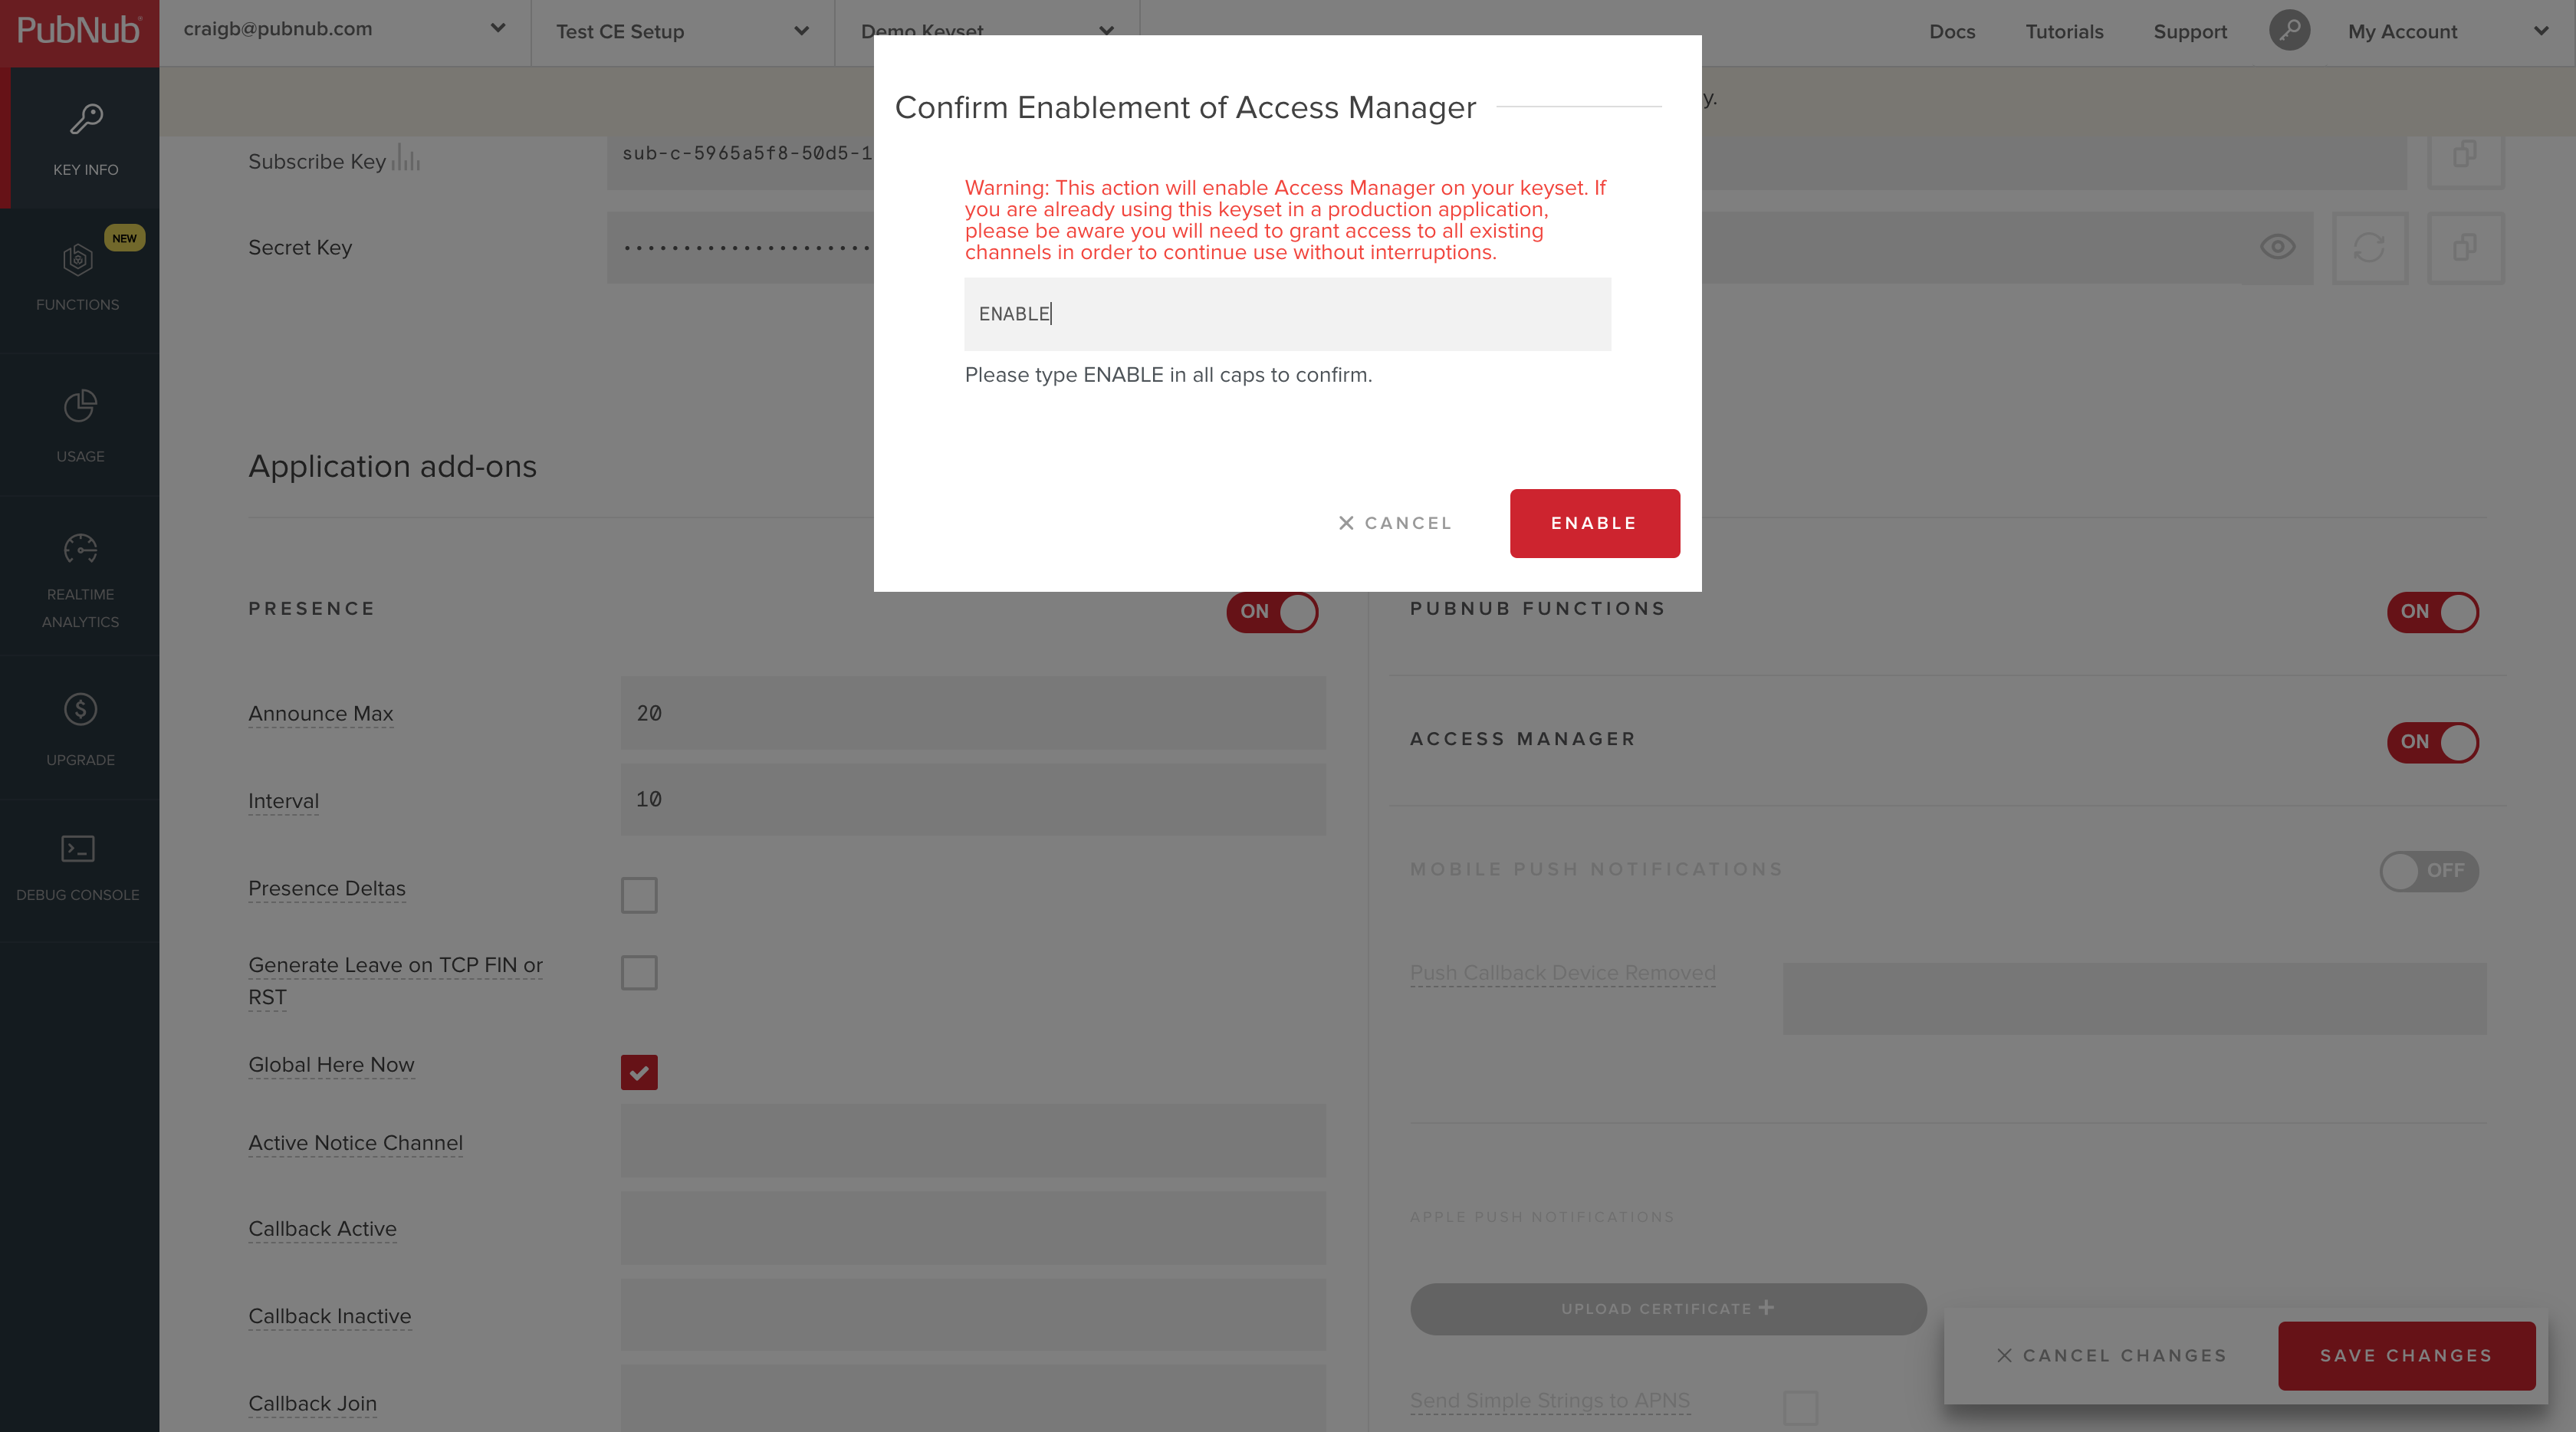 PubNub
craigb@pubnub.com
Test CE Setup
Demo Keyset
Docs
Tutorials
Support
My Account
y.
KEY INFO
NEW
FUNCTIONS
USAGE
REALTIME
ANALYTICS
UPGRADE
DEBUG CONSOLE
Subscribe Key
sub-c-5965a5f8-50d5-1
Secret Key
Confirm Enablement of Access Manager
Warning: This action will enable Access Manager on your keyset. If
you are already using this keyset in a production application,
please be aware you will need to grant access to all existing
channels in order to continue use without interruptions.
ENABLE
Please type ENABLE in all caps to confirm.
CANCEL
ENABLE
Application add-ons
PRESENCE
ON
Announce Max
20
Interval
10
Presence Deltas
Generate Leave on TCP FIN or
RST
Global Here Now
Active Notice Channel
Callback Active
Callback Inactive
Callback Join
PUBNUB FUNCTIONS
ON
ACCESS MANAGER
ON
MOBILE PUSH NOTIFICATIONS
OFF
Push Callback Device Removed
APPLE PUSH NOTIFICATIONS
UPLOAD CERTIFICATE +
Send Simple Strings to APNS
CANCEL CHANGES
SAVE CHANGES